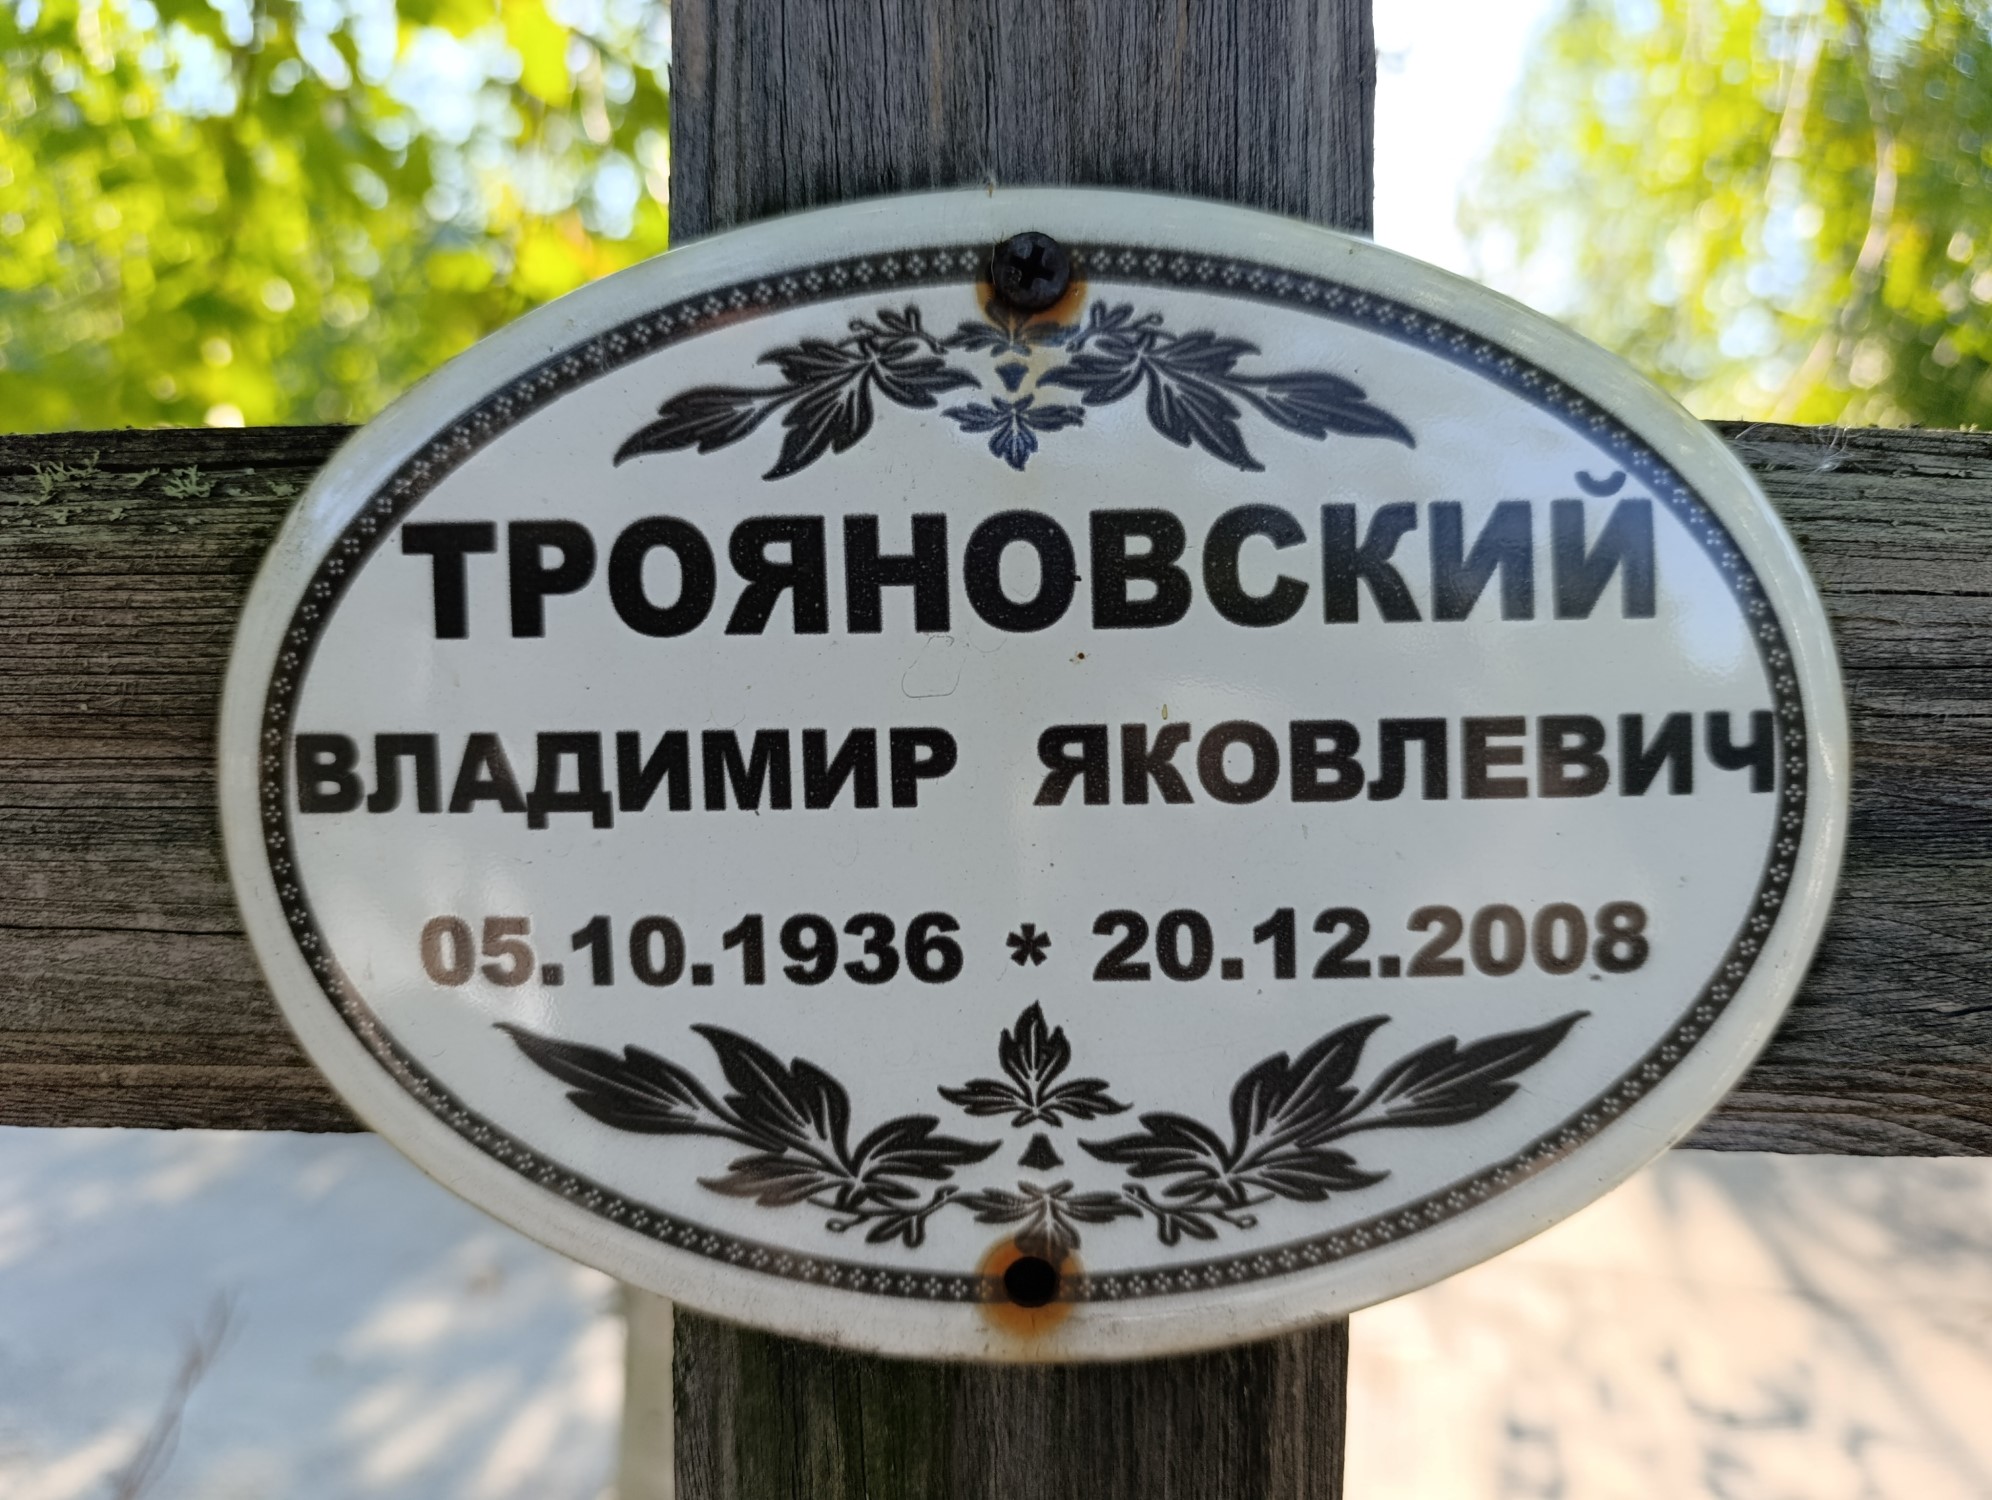 ТРОЯНОВСКИЙ
ВЛАДИМИР ЯКОВЛЕВИЧ
05.10.1936 * 20.12.2008